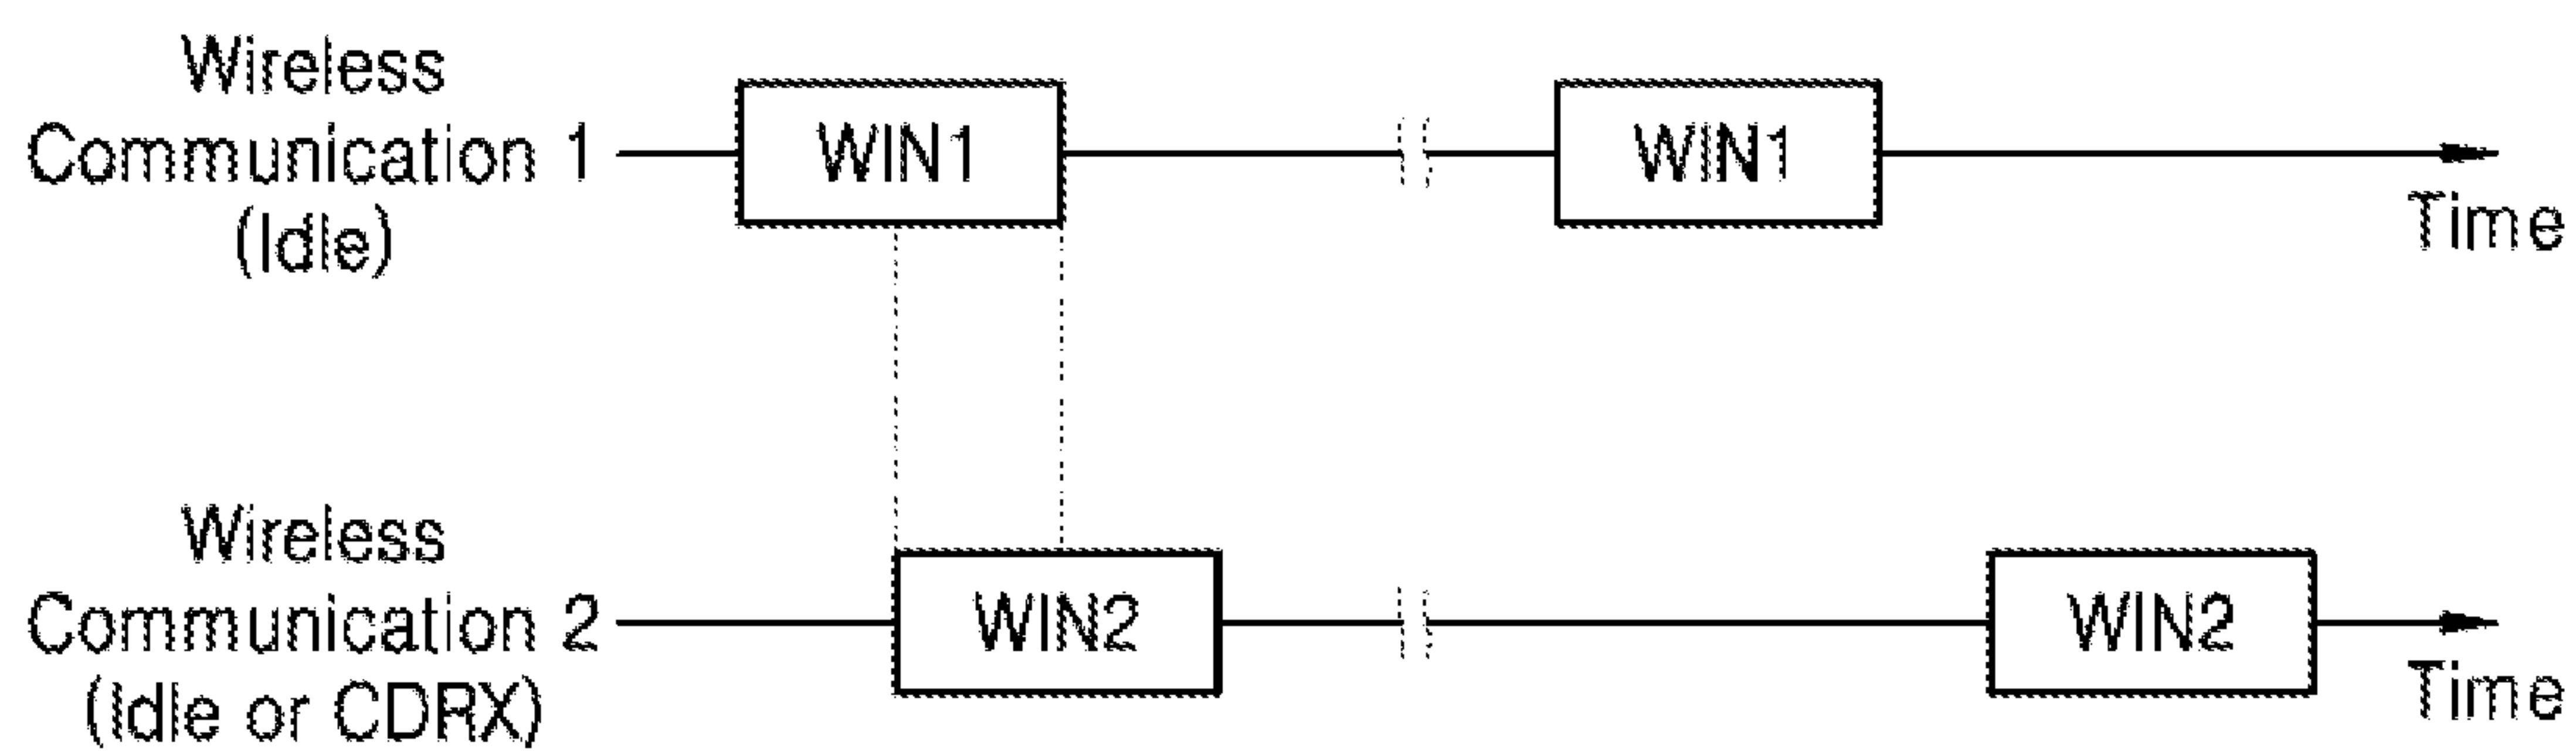 Wireless
Communication 1
(Idle)
WIN1
WIN1
Time
Wireless
Communication 2
(Idle or CDRX)
WIN2
WIN2
Time